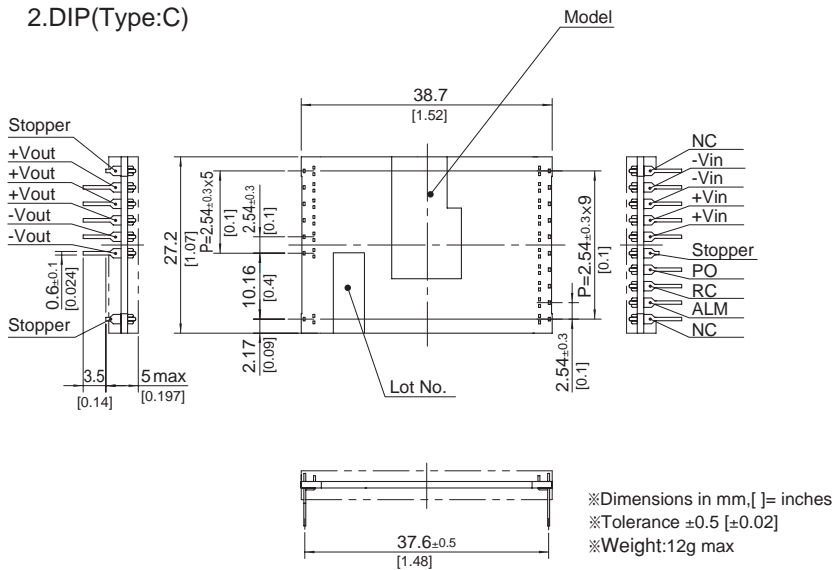 2.DIP(Type:C)
Model
38.7
[1.52]
Stopper
+Vout
+Vout
+Vout
-Vout
-Vout
Stopper
0.6±0.1
[0.024]
3.5
[0.14]
5 max
[0.197]
27.2
[1.07]
P=2.54±0.3x5
[0.1]
2.54±0.3
[0.1]
10.16
[0.4]
2.17
[0.09]
Lot No.
P=2.54±0.3×9
[0.1]
2.54±0.3
[0.1]
NC
-Vin
-Vin
+Vin
+Vin
Stopper
PO
RC
ALM
NC
37.6±0.5
[1.48]
※Dimensions in mm,[ ]= inches
※Tolerance ±0.5 [±0.02]
※Weight:12g max